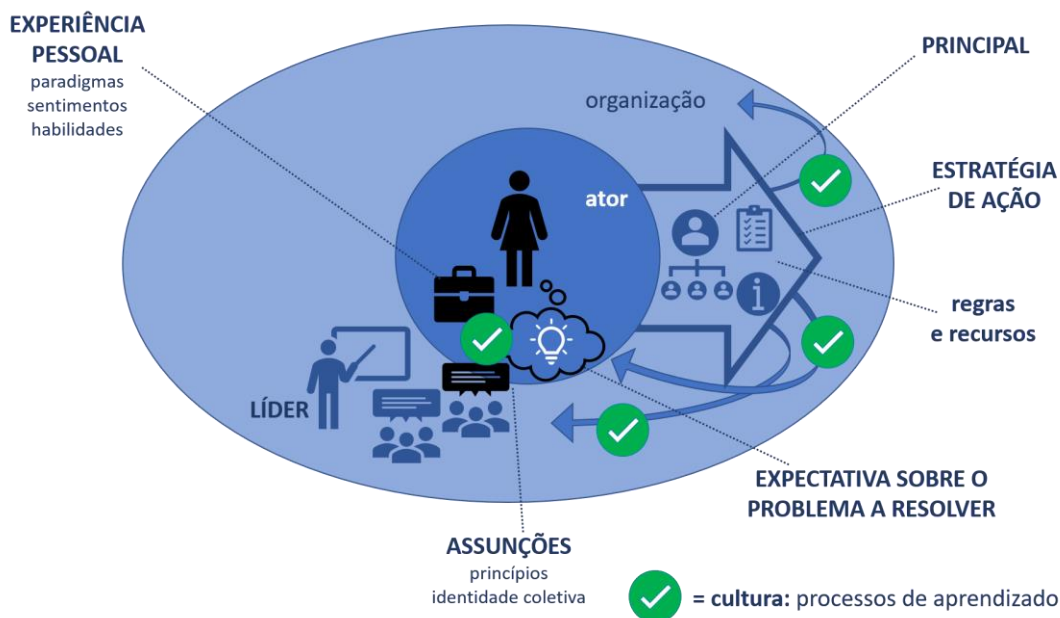 EXPERIÊNCIA
PESSOAL
paradigmas
sentimentos
habilidades
PRINCIPAL
organização
ator
ESTRATÉGIA
DE AÇÃO
regras
e recursos
LÍDER
EXPECTATIVA SOBRE O
PROBLEMA A RESOLVER
ASSUNÇÕES
princípios
identidade coletiva
= cultura: processos de aprendizado